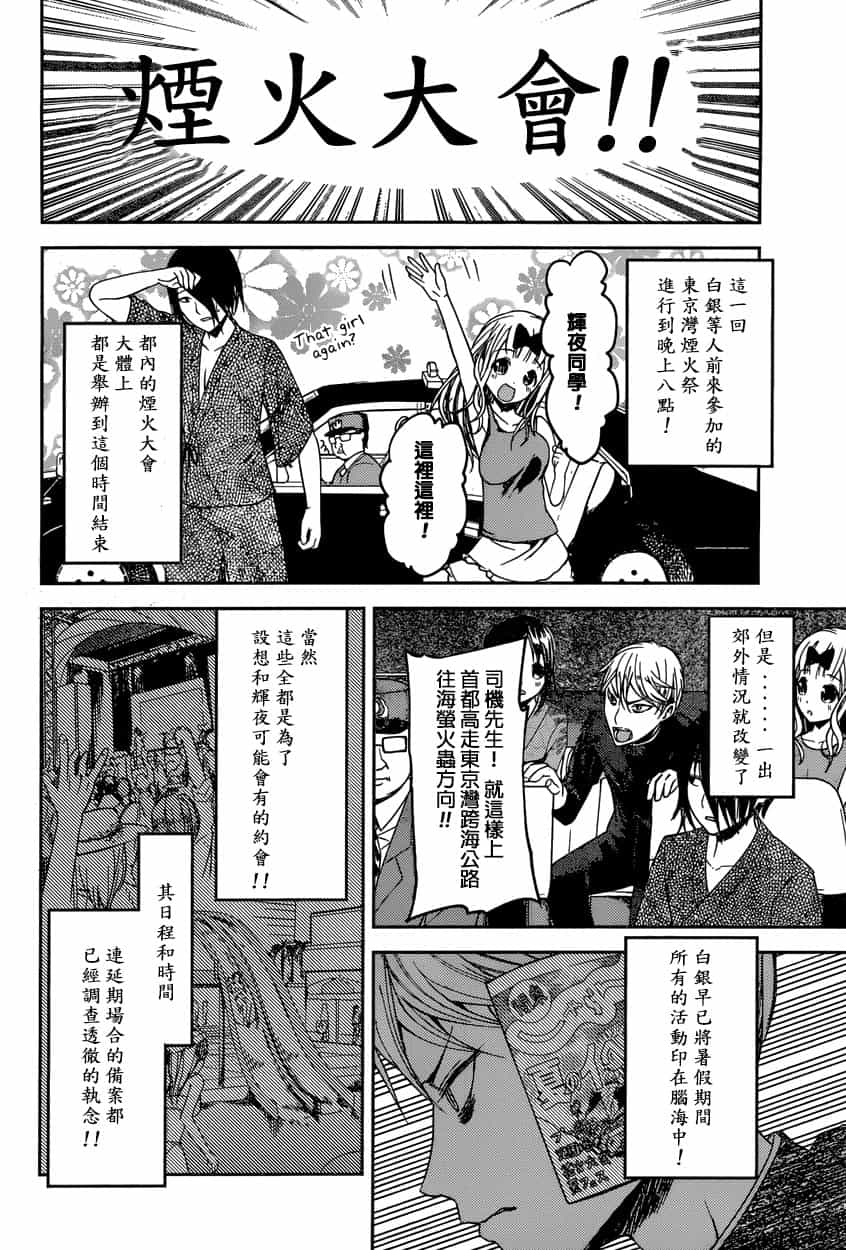 煙火大會!!
這一回
白銀等人前來參加的
東京灣煙火祭
進行到晚上八點！
輝夜同學！
這裡這裡！
That girl
again?
都內的煙火大會
大體上
都是舉辦到這個時間結束
但是‧‧‧‧‧‧一出
郊外情況就改變了
司機先生！就這樣上
首都高走東京灣跨海公路
往海螢火蟲方向!!
白銀早已將暑假期間
所有的活動印在腦海中！
當然
這些全都是為了
設想和輝夜可能會有的約會!!
其日程和時間
連延期場合的備案都
已經調查透徹的執念!!